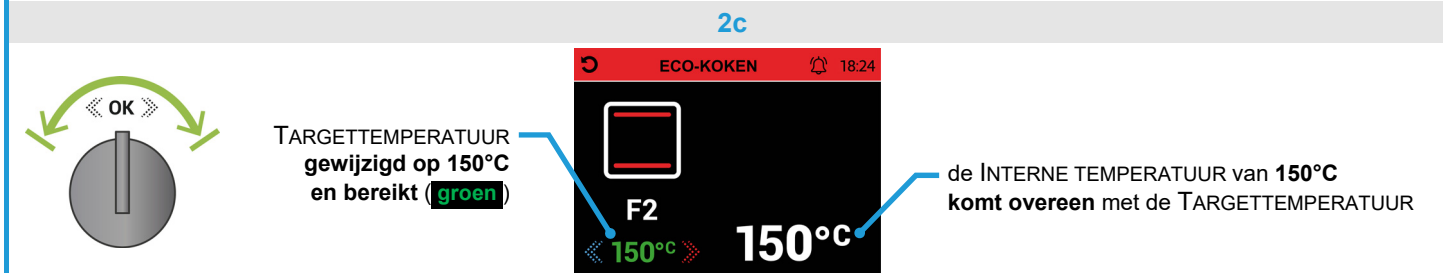 2c
OK
TARGETTEMPERATUUR
gewijzigd op 150°C
en bereikt (groen)
ECO-KOKEN 18:24
F2
150°C
150°C
de INTERNE TEMPERATUUR van 150°C
komt overeen met de TARGETTEMPERATUUR